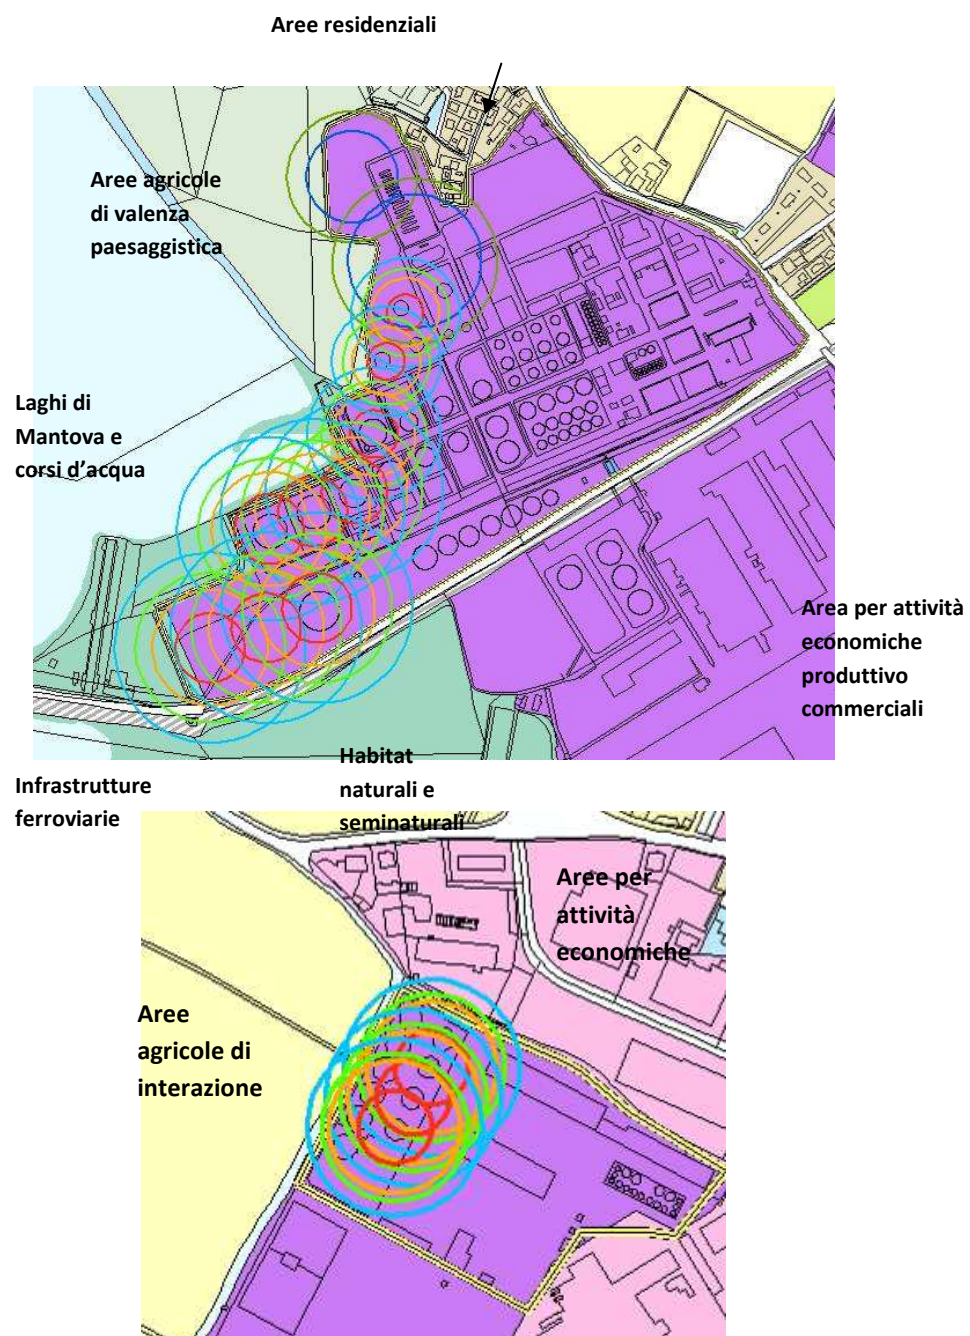 Aree residenziali
Aree agricole
di valenza
paesaggistica
Laghi di
Mantova e
corsi d'acqua
Area per attività
economiche
produttivo
commerciali
Habitat
naturali e
seminaturali
Infrastrutture
ferroviarie
Aree per
attività
economiche
Aree
agricole di
interazione